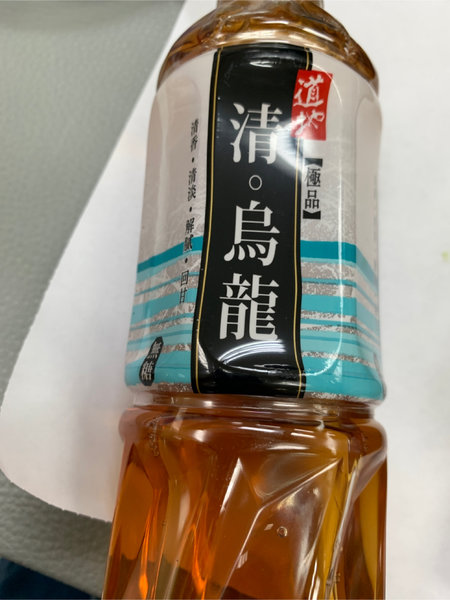 道地
【極品】
清。烏龍
清香・清淡・解膩・回甘
無糖